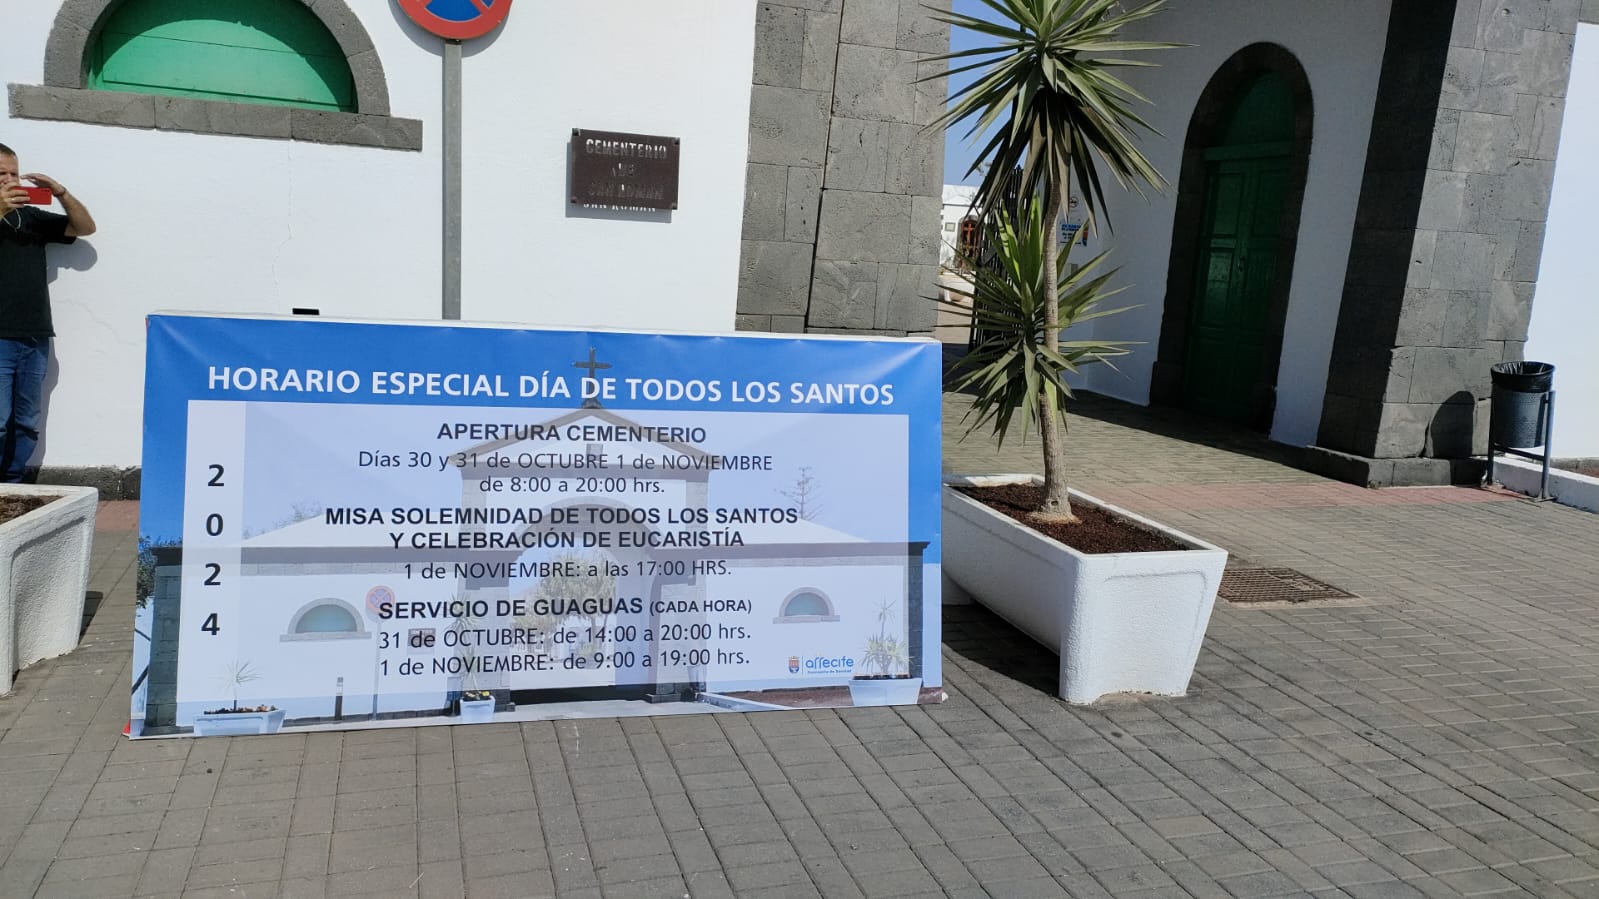 CEMENTERIO
SAN ROMAN
HORARIO ESPECIAL DÍA DE TODOS LOS SANTOS
2
0
2
4
APERTURA CEMENTERIO
Días 30 y 31 de OCTUBRE 1 de NOVIEMBRE
de 8:00 a 20:00 hrs.
MISA SOLEMNIDAD DE TODOS LOS SANTOS
Y CELEBRACIÓN DE EUCARISTÍA
1 de NOVIEMBRE: a las 17:00 HRS.
SERVICIO DE GUAGUAS (CADA HORA)
31 de OCTUBRE: de 14:00 a 20:00 hrs.
1 de NOVIEMBRE: de 9:00 a 19:00 hrs.
arrecife